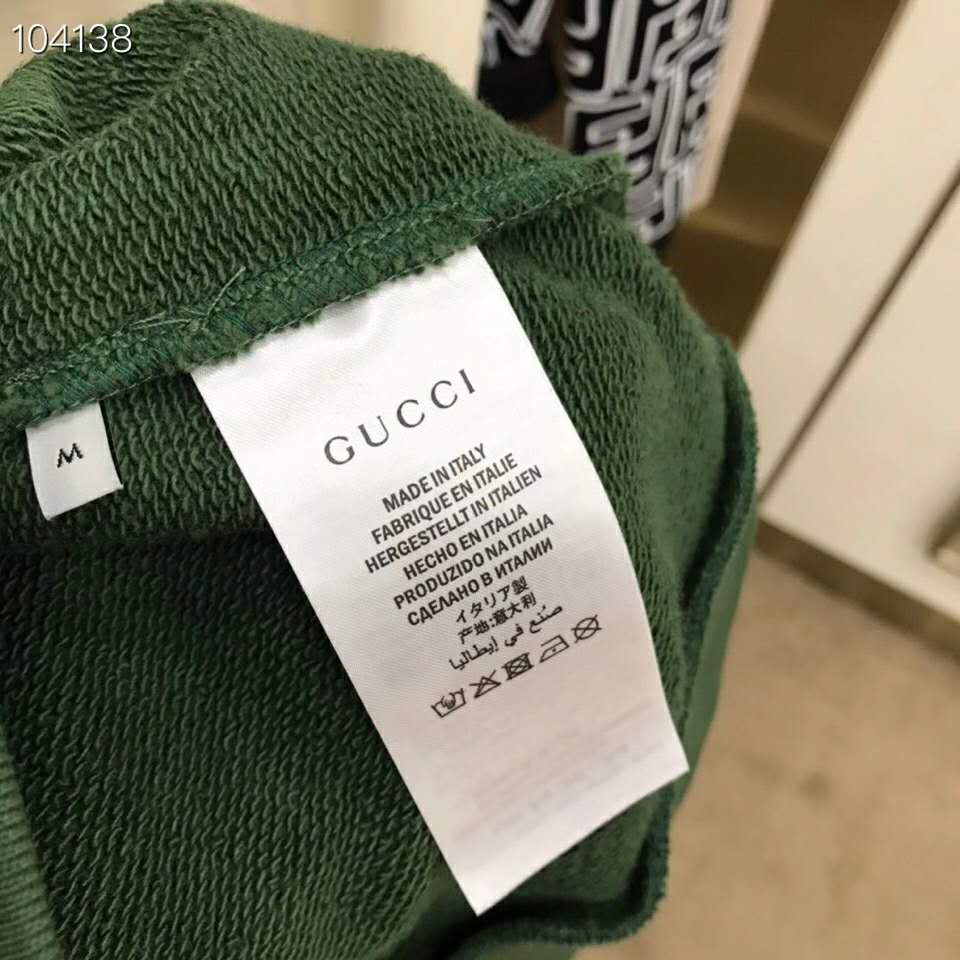 104138
M
GUCCI
MADE IN ITALY
FABRIQUE EN ITALIE
HERGESTELLT IN ITALIEN
HECHO EN ITALIA
PRODUZIDO NA ITALIA
СДЕЛАНО В ИТАЛИИ
イタリア製
产地:意大利
صُنع في إيطاليا